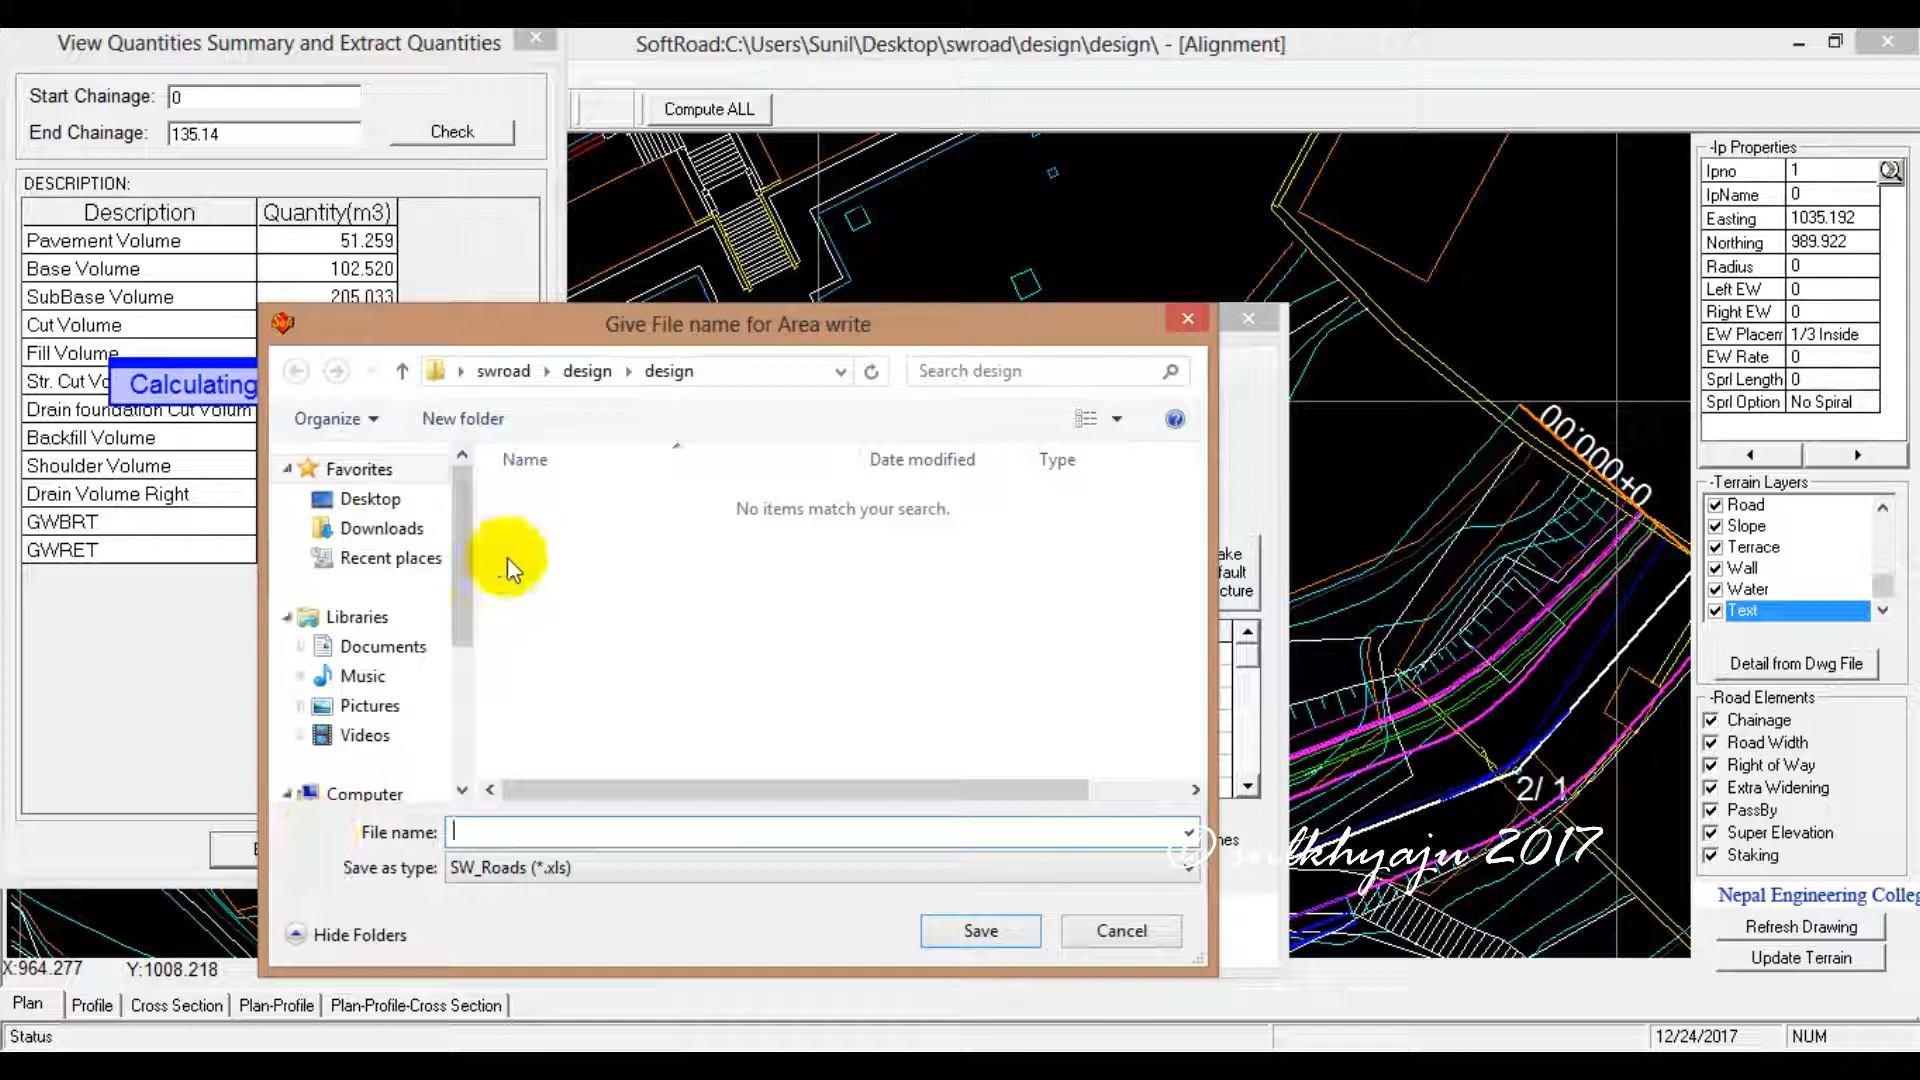 View Quantities Summary and Extract Quantities
SoftRoad:C:\Users\Sunil\Desktop\swroad\design\design\ - [Alignment]
Start Chainage: 0
End Chainage: 135.14
Check
Compute ALL
DESCRIPTION:
Description Quantity(m3)
Pavement Volume 51.259
Base Volume 102.520
SubBase Volume 205.033
Cut Volume
Fill Volume
Str. Cut Vo
Calculating
Drain foundation Cut Volum
Backfill Volume
Shoulder Volume
Drain Volume Right
GWBRT
GWRET
Give File name for Area write
swroad design design
Search design
Organize
New folder
Name Date modified Type
No items match your search.
Favorites
Desktop
Downloads
Recent places
Libraries
Documents
Music
Pictures
Videos
Computer
File name:
Save as type: SW_Roads (*.xls)
Hide Folders
Save
Cancel
ake
fault
cture
nes
00.000+0
2/ 1
2017
-Ip Properties
Ipno 1
IpName 0
Easting 1035.192
Northing 989.922
Radius 0
Left EW 0
Right EW 0
EW Placem 1/3 Inside
EW Rate 0
Sprl Length 0
Sprl Option No Spiral
-Terrain Layers
Road
Slope
Terrace
Wall
Water
Text
Detail from Dwg File
-Road Elements
Chainage
Road Width
Right of Way
Extra Widening
PassBy
Super Elevation
Staking
Nepal Engineering Colleg
Refresh Drawing
Update Terrain
X:964.277 Y:1008.218
Plan Profile Cross Section Plan-Profile Plan-Profile-Cross Section
Status
12/24/2017 NUM